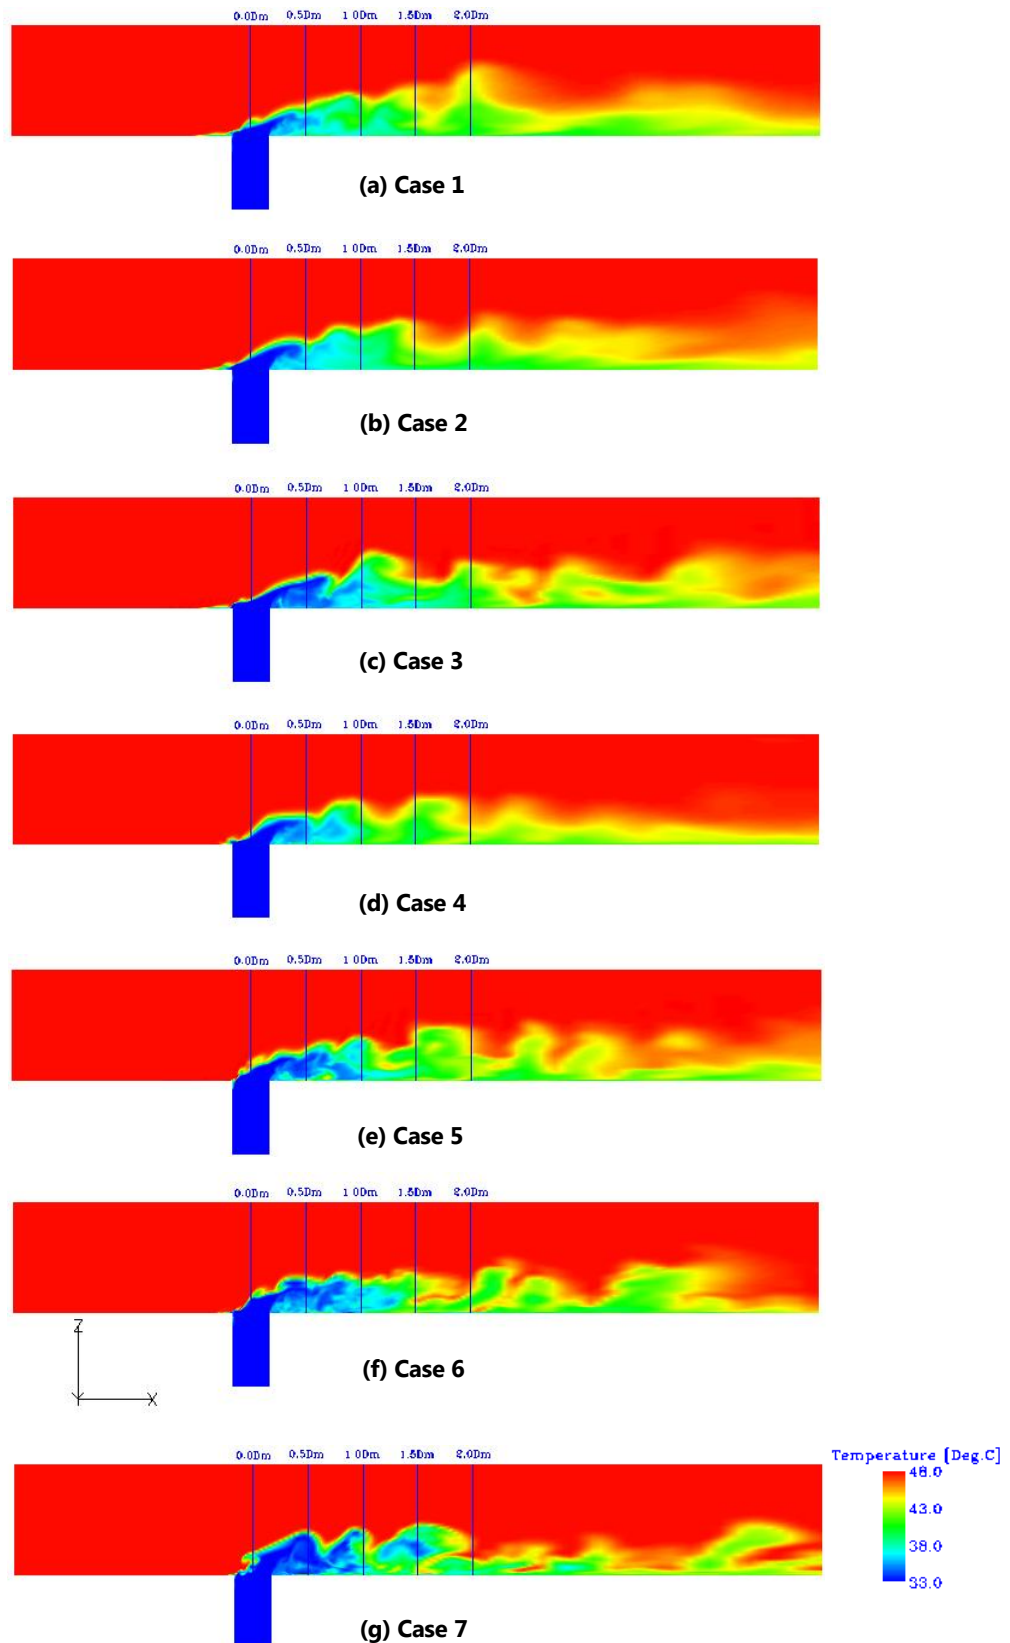 0.0Dm 0.5Dm 1 0Dm 1.5Dm 2.0Dm
(a) Case 1
0.0Dm 0.5Dm 1 0Dm 1.5Dm 2.0Dm
(b) Case 2
0.0Dm 0.5Dm 1 0Dm 1.5Dm 2.0Dm
(c) Case 3
0.0Dm 0.5Dm 1 0Dm 1.5Dm 2.0Dm
(d) Case 4
0.0Dm 0.5Dm 1 0Dm 1.5Dm 2.0Dm
(e) Case 5
0.0Dm 0.5Dm 1 0Dm 1.5Dm 2.0Dm
Z
(f) Case 6
Y X
0.0Dm 0.5Dm 1 0Dm 1.5Dm 2.0Dm
Temperature [Deg.C]
48.0
43.0
38.0
33.0
(g) Case 7